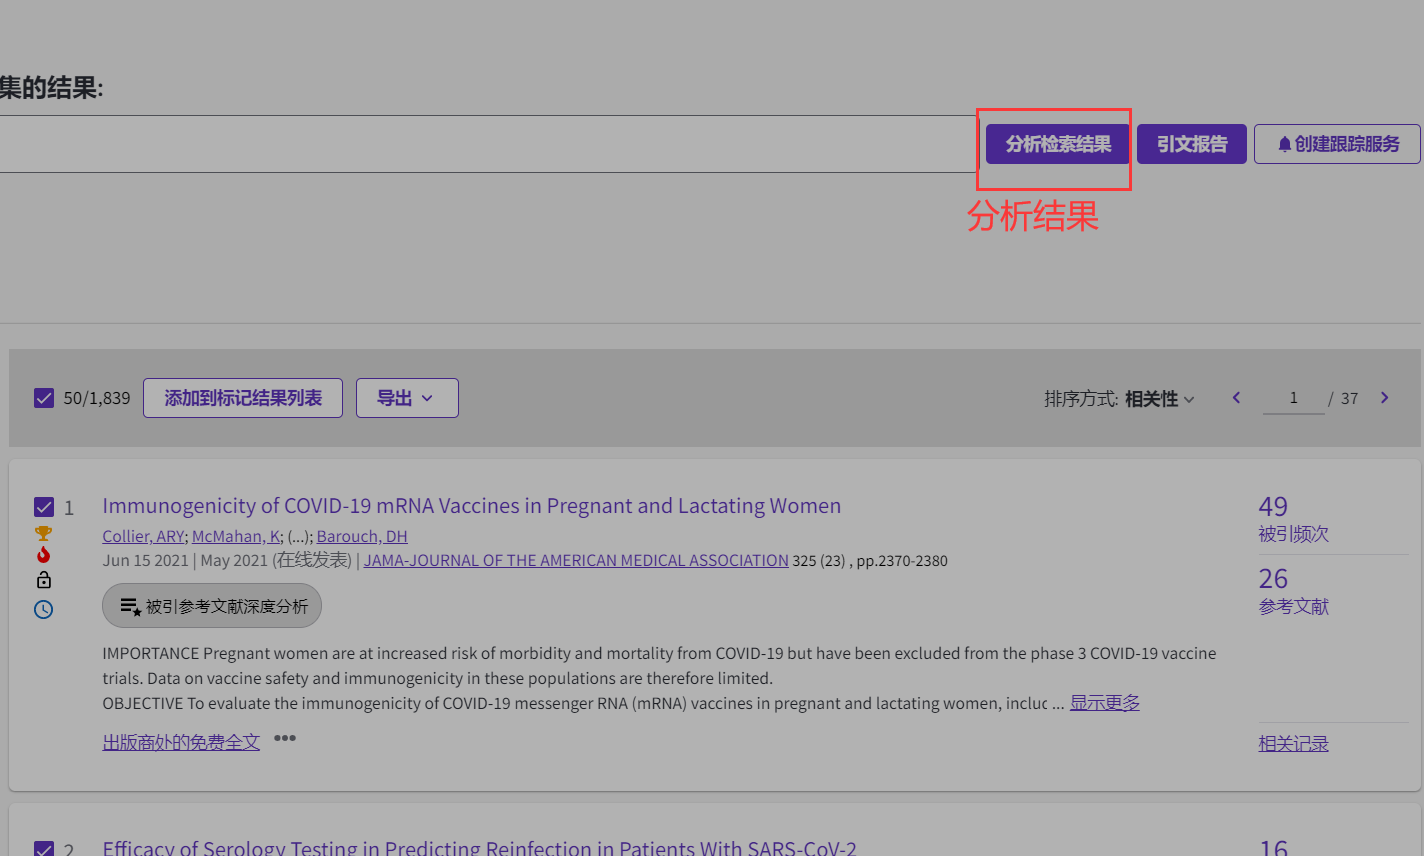 集的结果:
分析检索结果
引文报告
创建跟踪服务
分析结果
50/1,839
添加到标记结果列表
导出
排序方式: 相关性
1 / 37
1
Immunogenicity of COVID-19 mRNA Vaccines in Pregnant and Lactating Women
Collier, ARY; McMahan, K; (...); Barouch, DH
Jun 15 2021 | May 2021 (在线发表) | JAMA-JOURNAL OF THE AMERICAN MEDICAL ASSOCIATION 325 (23) , pp.2370-2380
被引参考文献深度分析
IMPORTANCE Pregnant women are at increased risk of morbidity and mortality from COVID-19 but have been excluded from the phase 3 COVID-19 vaccine
trials. Data on vaccine safety and immunogenicity in these populations are therefore limited.
OBJECTIVE To evaluate the immunogenicity of COVID-19 messenger RNA (mRNA) vaccines in pregnant and lactating women, includ ... 显示更多
出版商处的免费全文 •••
49
被引频次
26
参考文献
相关记录
2
Efficacy of Serology Testing in Predicting Reinfection in Patients With SARS-CoV-2
16